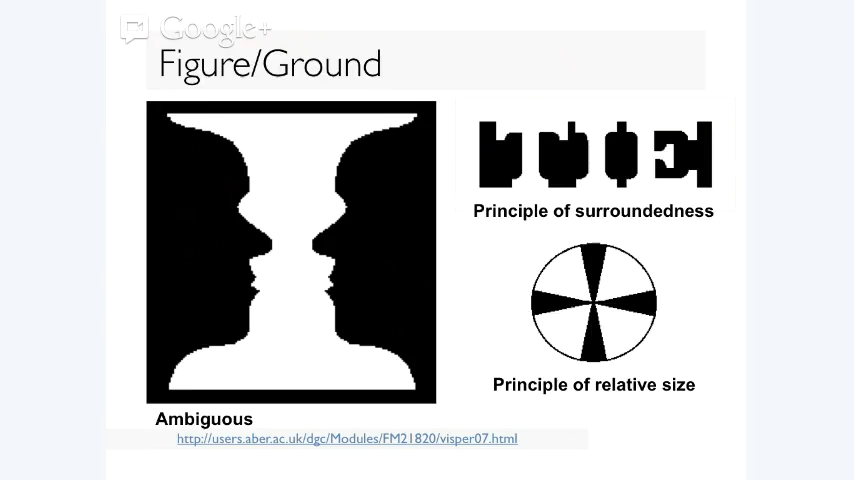 Google+
Figure/Ground
Principle of surroundedness
Principle of relative size
Ambiguous
http://users.aber.ac.uk/dgc/Modules/FM21820/visper07.html